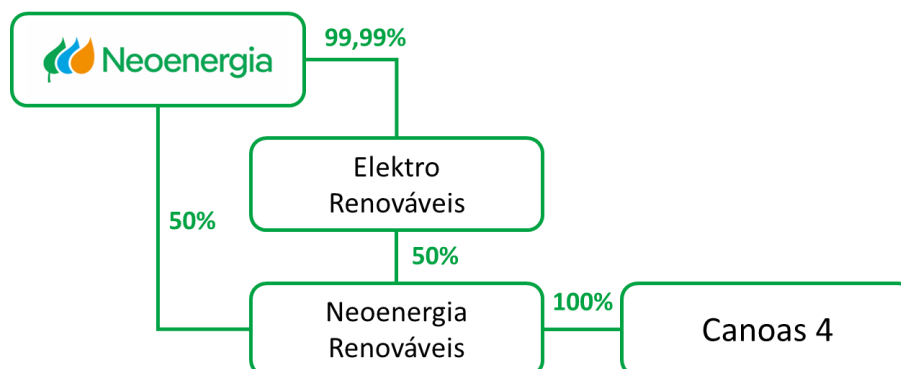 Neoenergia
99,99%
Elektro
Renováveis
50%
50%
Neoenergia
Renováveis
100%
Canoas 4